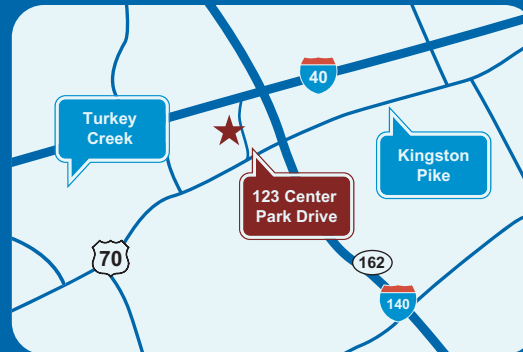 40
Turkey
Creek
Kingston
Pike
123 Center
Park Drive
70
162
140